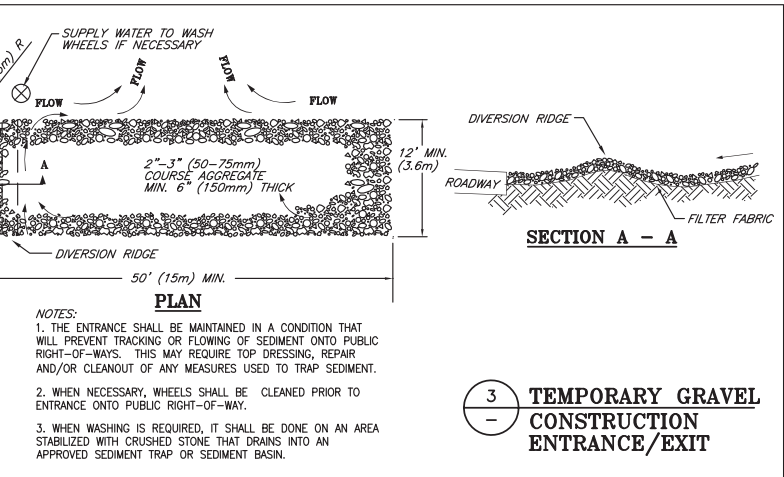 SUPPLY WATER TO WASH
WHEELS IF NECESSARY
m) R
FLOW
FLOW
FLOW
FLOW
A
2"-3" (50-75mm)
COURSE AGGREGATE
MIN. 6" (150mm) THICK
12' MIN.
(3.6m)
DIVERSION RIDGE
50' (15m) MIN.
PLAN
DIVERSION RIDGE
ROADWAY
FILTER FABRIC
SECTION A - A
NOTES:
1. THE ENTRANCE SHALL BE MAINTAINED IN A CONDITION THAT
WILL PREVENT TRACKING OR FLOWING OF SEDIMENT ONTO PUBLIC
RIGHT-OF-WAYS. THIS MAY REQUIRE TOP DRESSING, REPAIR
AND/OR CLEANOUT OF ANY MEASURES USED TO TRAP SEDIMENT.
2. WHEN NECESSARY, WHEELS SHALL BE CLEANED PRIOR TO
ENTRANCE ONTO PUBLIC RIGHT-OF-WAY.
3. WHEN WASHING IS REQUIRED, IT SHALL BE DONE ON AN AREA
STABILIZED WITH CRUSHED STONE THAT DRAINS INTO AN
APPROVED SEDIMENT TRAP OR SEDIMENT BASIN.
3
-
TEMPORARY GRAVEL
CONSTRUCTION
ENTRANCE/EXIT